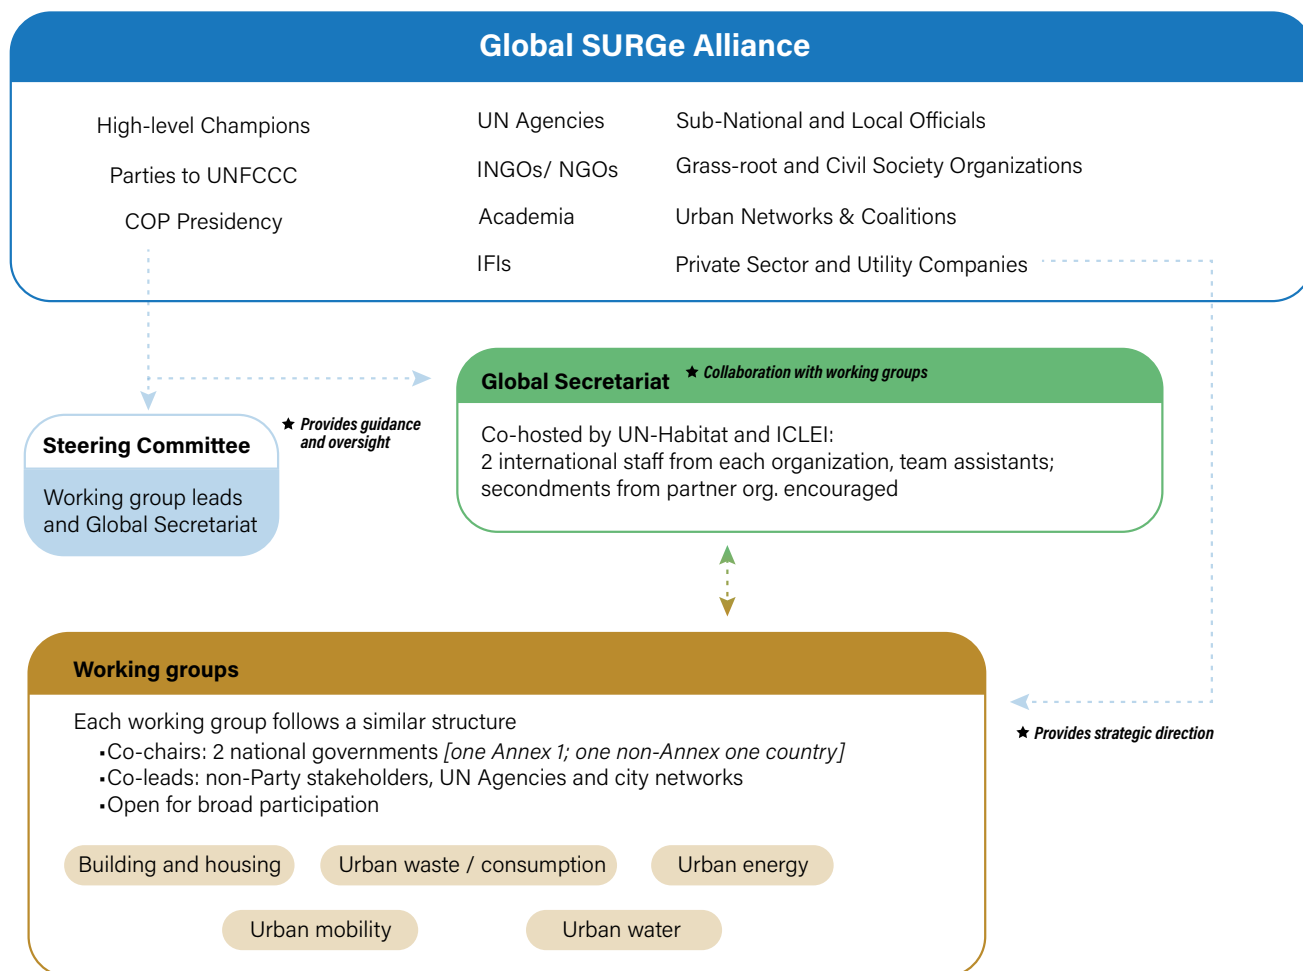 Global SURGe Alliance
High-level Champions
Parties to UNFCCC
COP Presidency
UN Agencies
INGOs/ NGOs
Academia
IFIs
Sub-National and Local Officials
Grass-root and Civil Society Organizations
Urban Networks & Coalitions
Private Sector and Utility Companies
Global Secretariat
★ Collaboration with working groups
Co-hosted by UN-Habitat and ICLEI:
2 international staff from each organization, team assistants;
secondments from partner org. encouraged
Steering Committee
Working group leads
and Global Secretariat
★ Provides guidance
and oversight
Working groups
Each working group follows a similar structure
▪Co-chairs: 2 national governments [one Annex 1; one non-Annex one country]
▪Co-leads: non-Party stakeholders, UN Agencies and city networks
▪Open for broad participation
★ Provides strategic direction
Building and housing
Urban waste / consumption
Urban energy
Urban mobility
Urban water